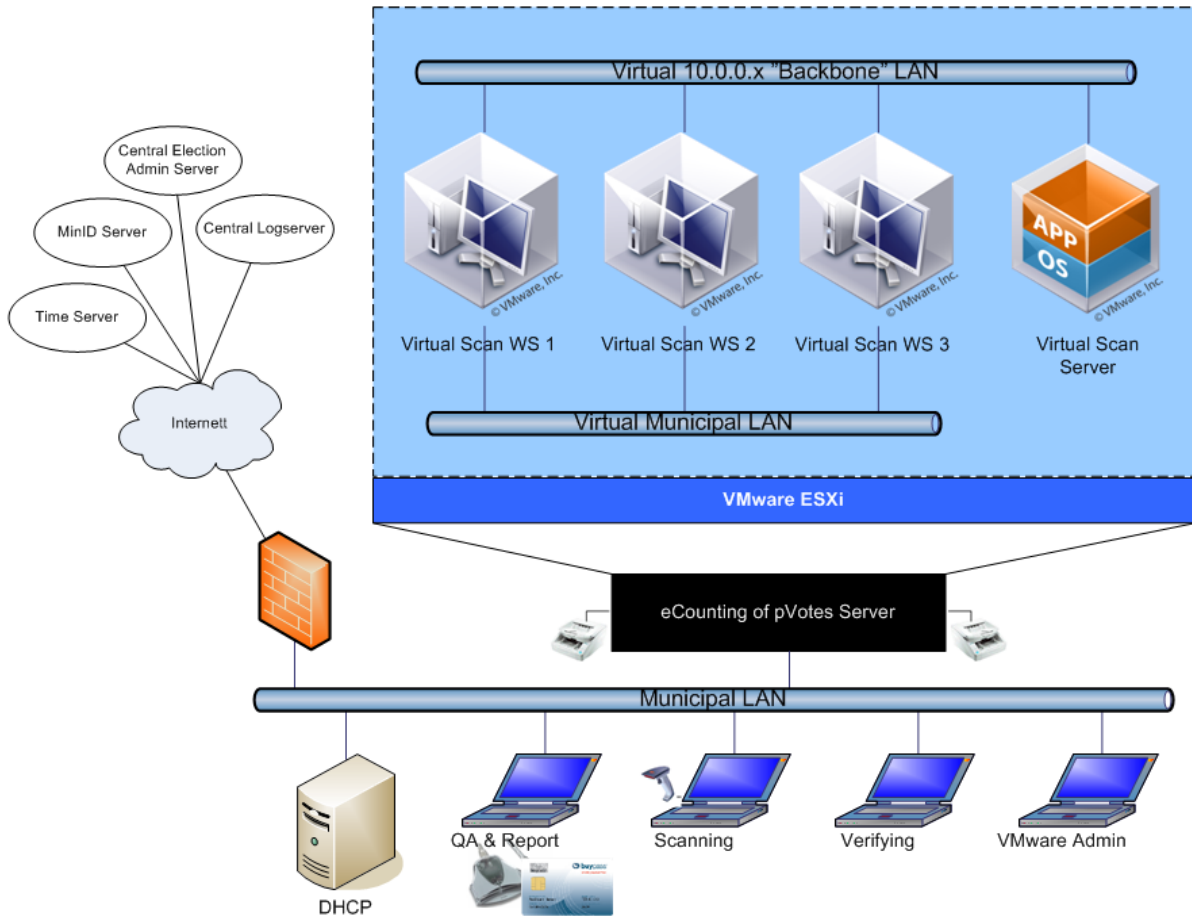 Virtual 10.0.0.x "Backbone" LAN
APP
OS
© VMware, Inc.
© VMware, Inc.
© VMware, Inc.
© VMware, Inc.
Virtual Scan WS 1
Virtual Scan WS 2
Virtual Scan WS 3
Virtual Scan
Server
Virtual Municipal LAN
VMware ESXi
Central Election
Admin Server
MinID Server
Central Logserver
Time Server
Internett
eCounting of pVotes Server
Municipal LAN
DHCP
QA & Report
Scanning
Verifying
VMware Admin